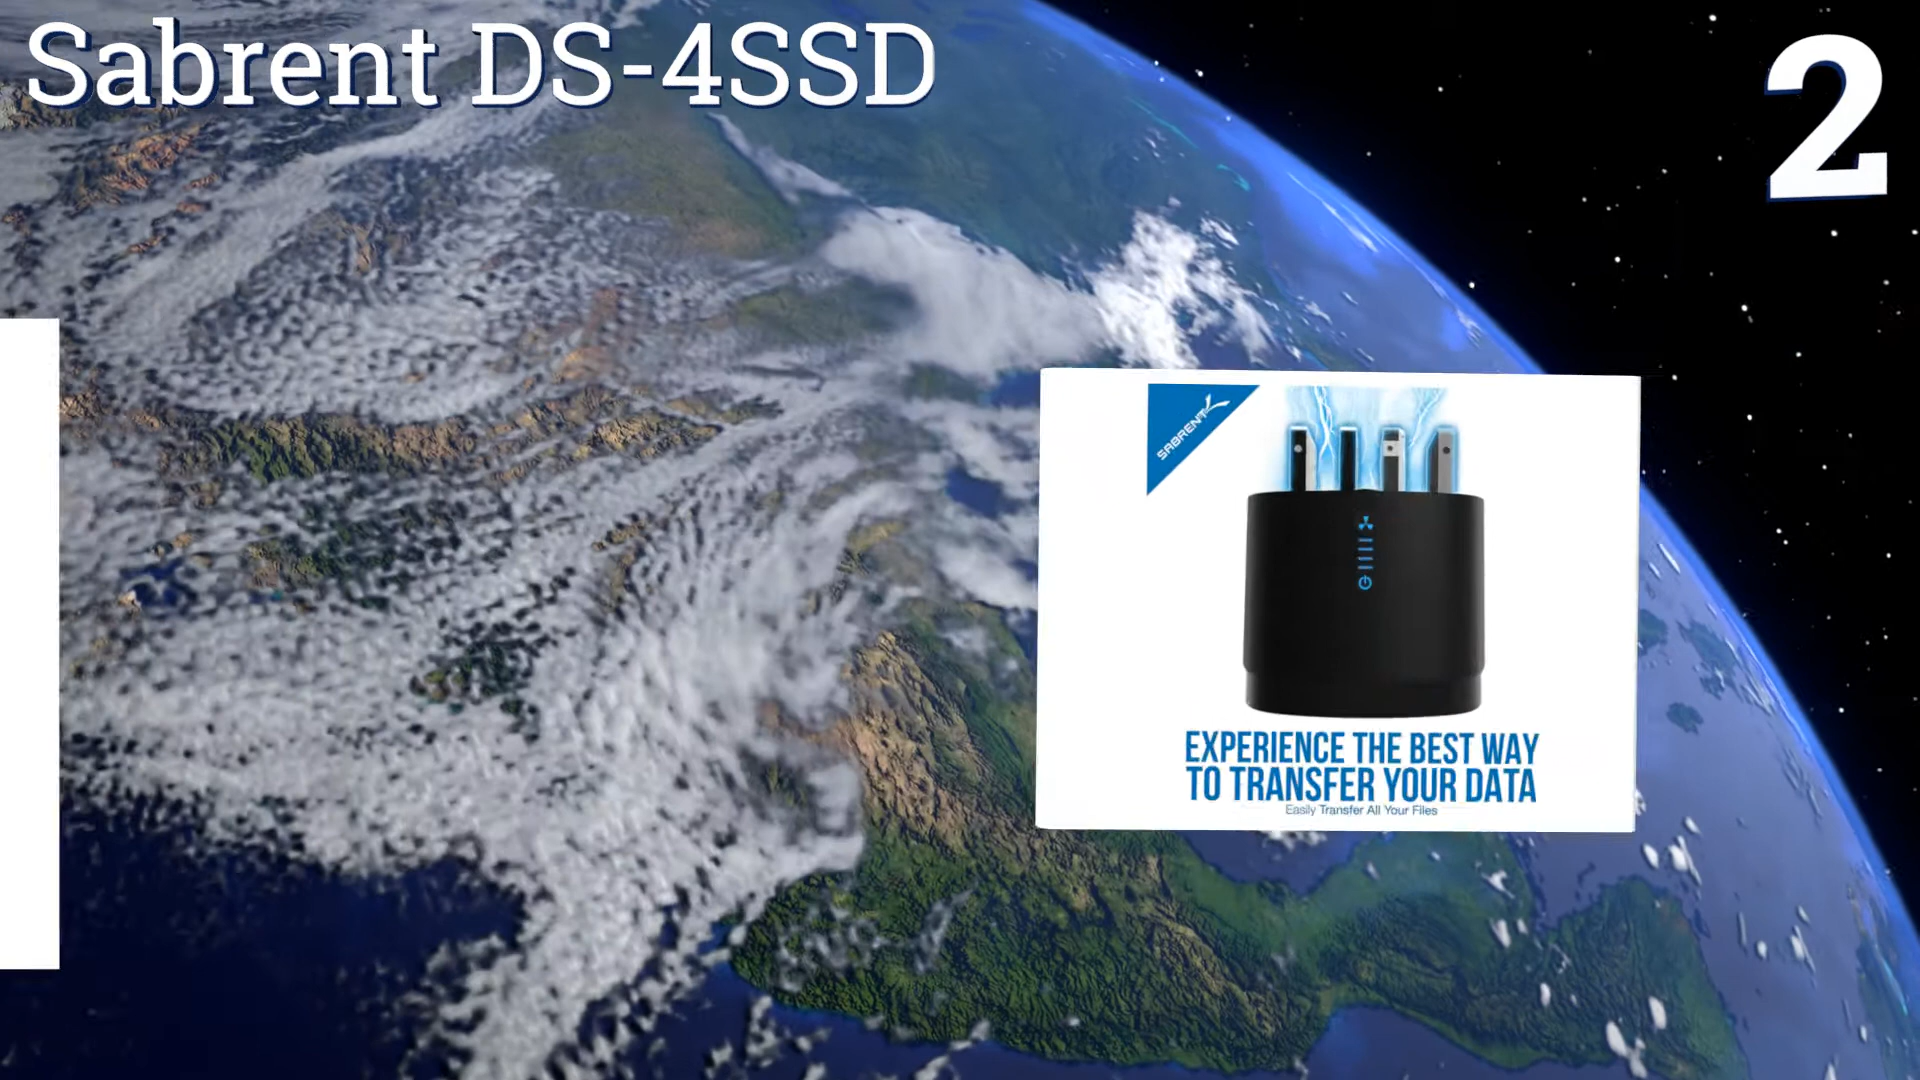 Sabrent DS-4SSD
2
SABRENT
EXPERIENCE THE BEST WAY
TO TRANSFER YOUR DATA
Easily Transfer All Your Files